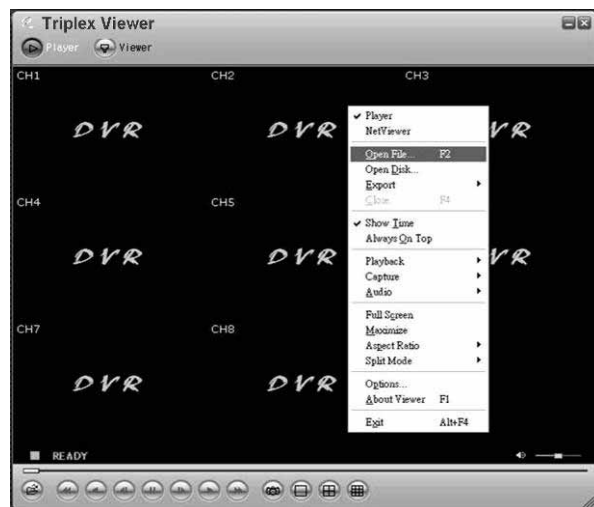 Triplex Viewer
Player Viewer
CH1 CH2 CH3
DVR DVR VR
CH4 CH5
DVR DVR VR
CH7 CH8
DVR DVR
Player
NetViewer
Open File... F2
Open Disk...
Export
Close F4
Show Time
Always On Top
Playback
Capture
Audio
Full Screen
Maximize
Aspect Ratio
Split Mode
Options...
About Viewer F1
Exit Alt+F4
READY